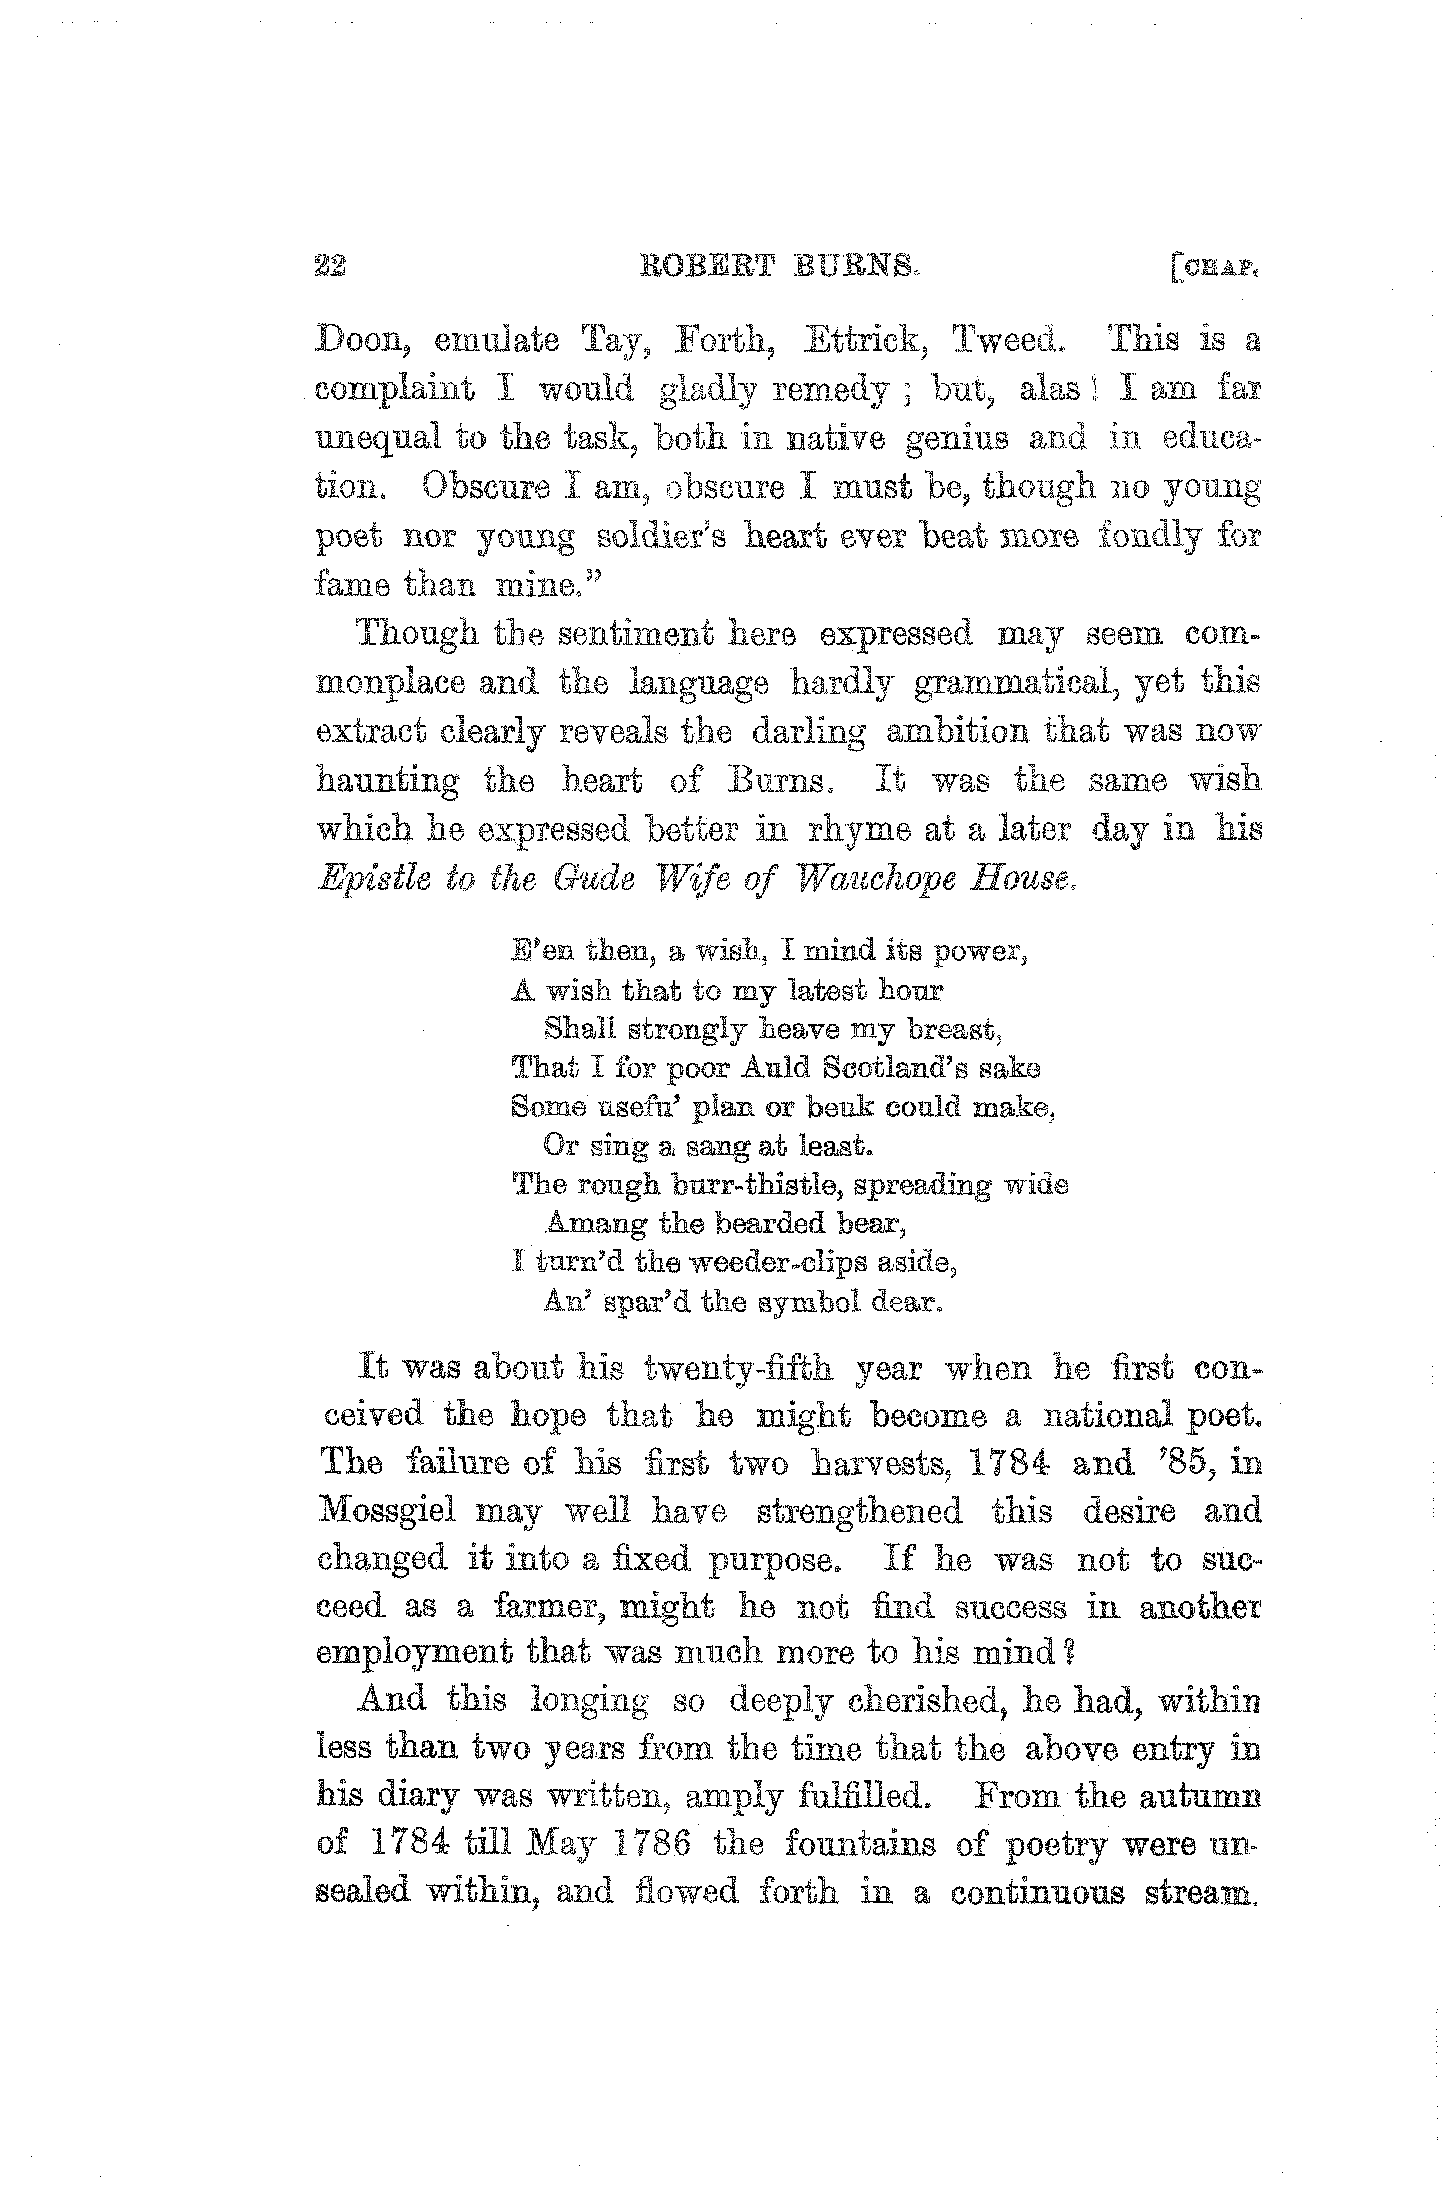 22 ROBERT BURNS. [CHAP.
Doon, emulate Tay, Forth, Ettrick, Tweed. This is a
complaint I would gladly remedy; but, alas! I am far
unequal to the task, both in native genius and in educa-
tion. Obscure I am, obscure I must be, though no young
poet nor young soldier's heart ever beat more fondly for
fame than mine."
Though the sentiment here expressed may seem com-
monplace and the language hardly grammatical, yet this
extract clearly reveals the darling ambition that was now
haunting the heart of Burns. It was the same wish
which he expressed better in rhyme at a later day in his
Epistle to the Gude Wife of Wauchope House.
E'en then, a wish, I mind its power,
A wish that to my latest hour
Shall strongly heave my breast,
That I for poor Auld Scotland's sake
Some usefu' plan or beuk could make,
Or sing a sang at least.
The rough burr-thistle, spreading wide
Amang the bearded bear,
I turn'd the weeder-clips aside,
An' spar'd the symbol dear.
It was about his twenty-fifth year when he first con-
ceived the hope that he might become a national poet.
The failure of his first two harvests, 1784 and '85, in
Mossgiel may well have strengthened this desire and
changed it into a fixed purpose. If he was not to suc-
ceed as a farmer, might he not find success in another
employment that was much more to his mind?
And this longing so deeply cherished, he had, within
less than two years from the time that the above entry in
his diary was written, amply fulfilled. From the autumn
of 1784 till May 1786 the fountains of poetry were un-
sealed within, and flowed forth in a continuous stream.